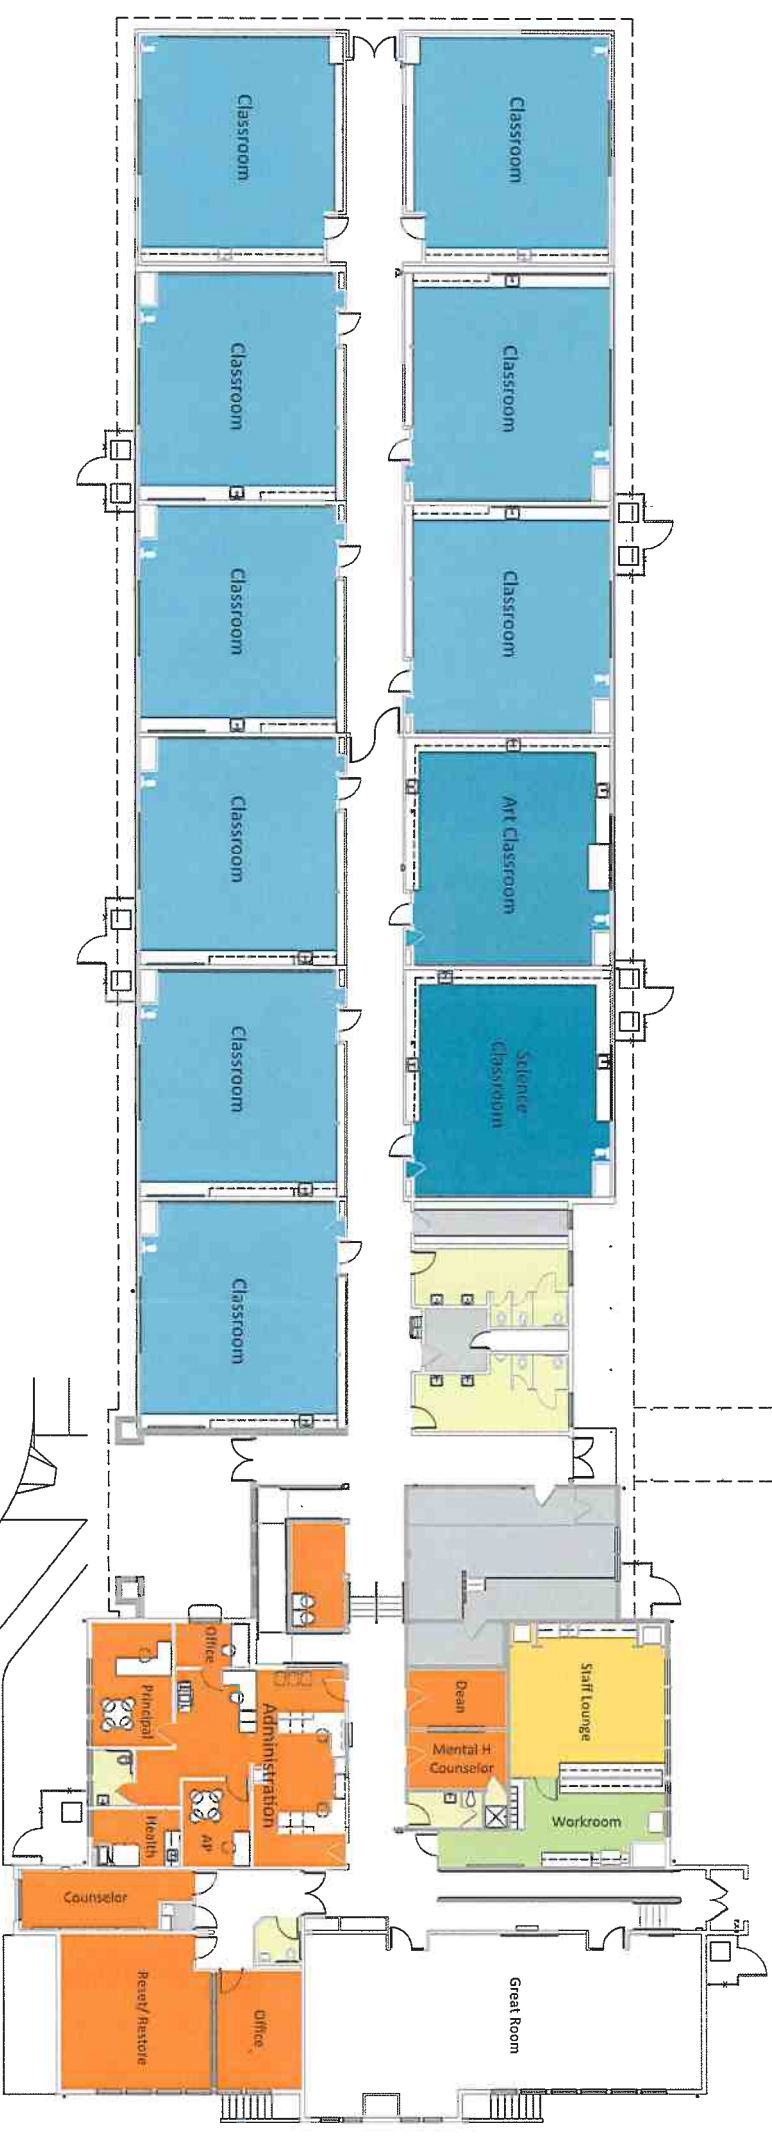 Classroom
Classroom
Classroom
Classroom
Classroom
Classroom
Classroom
Art Classroom
Classroom
Science
Classroom
Classroom
Office
Principal
Administration
AP
Health
Dean
Mental H
Counselor
Staff Lounge
Workroom
Counselor
Reset/ Restore
Office
Great Room